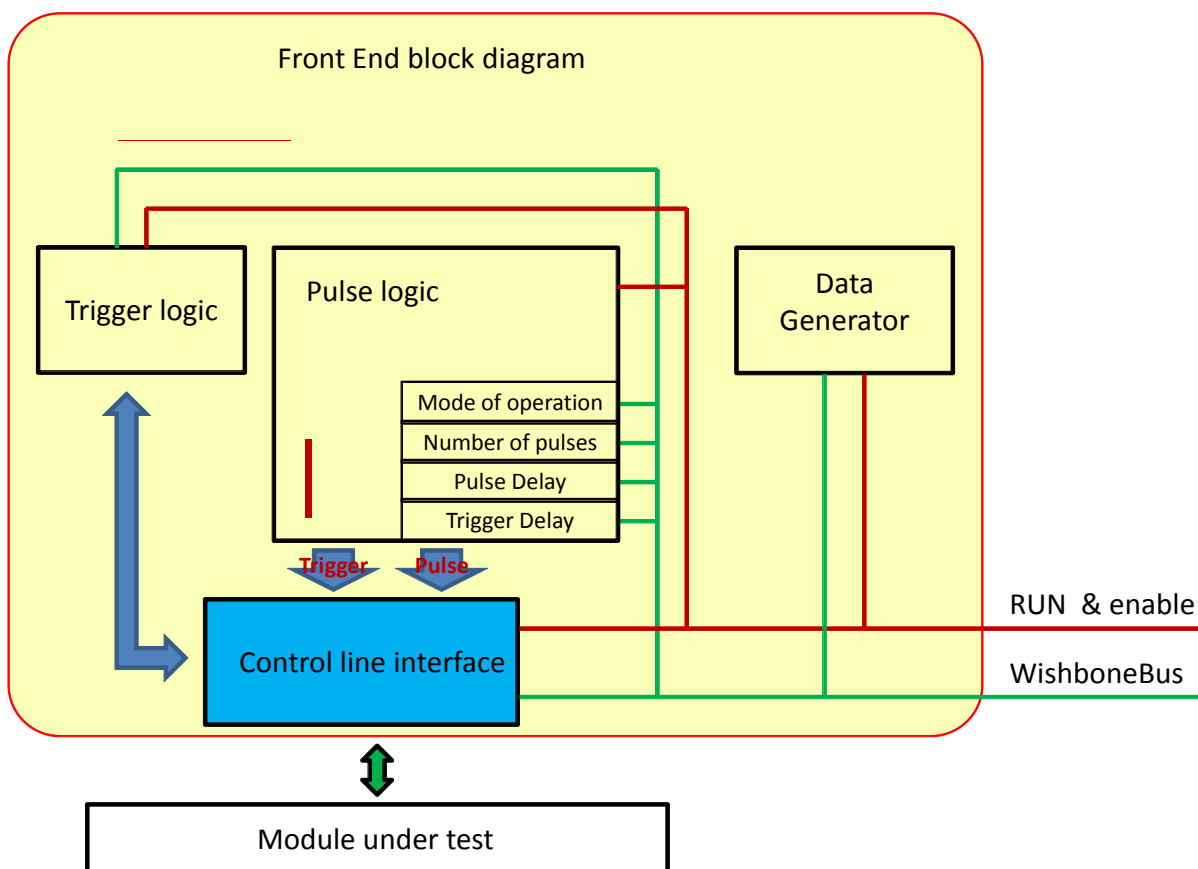 Front End block diagram
Trigger logic
Pulse logic
Data
Generator
Mode of operation
Number of pulses
Pulse Delay
Trigger Delay
Trigger
Pulse
Control line interface
RUN  & enable
WishboneBus
Module under test